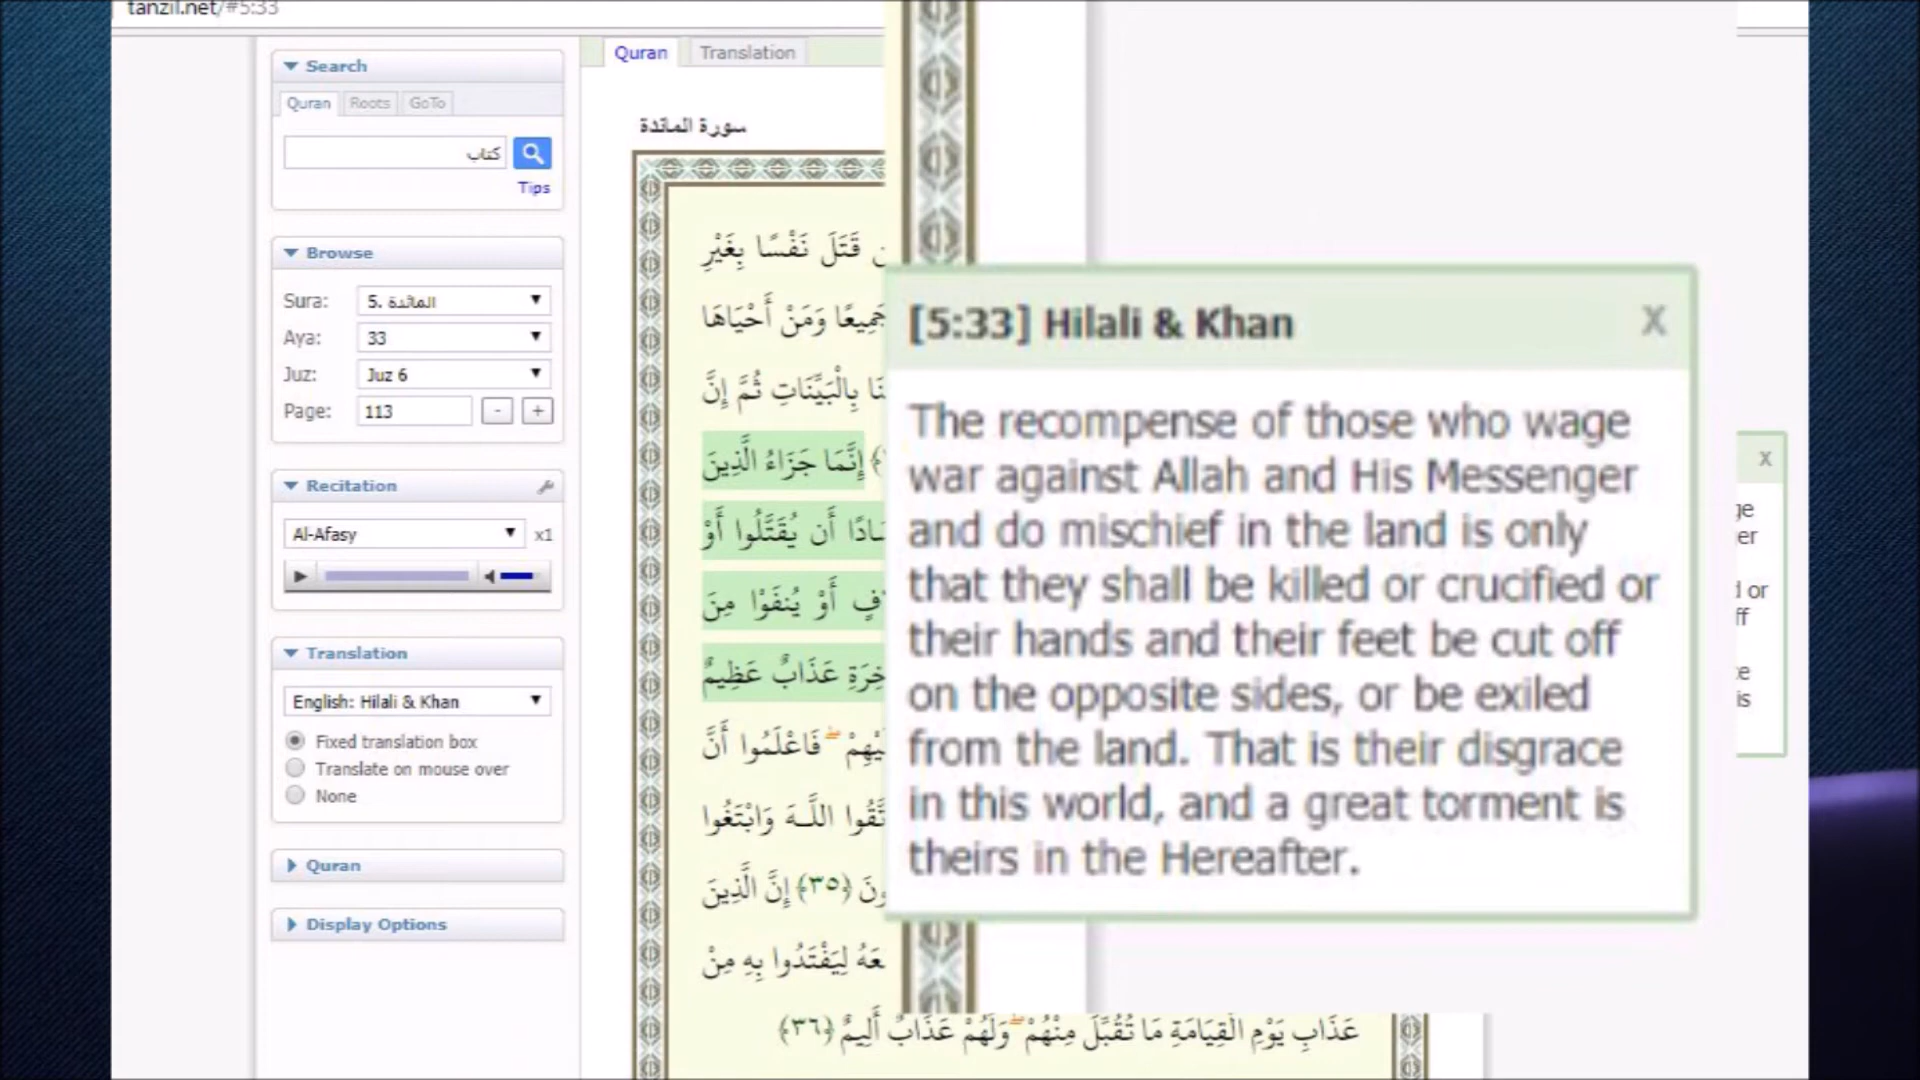 tanzil.net/#5:33
Search
Quran Roots GoTo
كتاب
Tips
Browse
Sura: 5. المائدة
Aya: 33
Juz: Juz 6
Page: 113 - +
Recitation
Al-Afasy x1
Translation
English: Hilali & Khan
Fixed translation box
Translate on mouse over
None
Quran
Display Options
Quran Translation
سورة المائدة
قَتَلَ نَفْسًا بِغَيْرِ
جَمِيعًا وَمَنْ أَحْيَاهَا
بِالْبَيِّنَاتِ ثُمَّ إِنَّ
إِنَّمَا جَزَاءُ الَّذِينَ
أَن يُقَتَّلُوا أَوْ
أَوْ يُنفَوْا مِنَ
عَذَابٌ عَظِيمٌ
فَاعْلَمُوا أَنَّ
اللَّـهَ وَابْتَغُوا
﴿٣٥﴾ إِنَّ الَّذِينَ
لِيَفْتَدُوا بِهِ مِنْ
عَذَابِ يَوْمِ الْقِيَامَةِ مَا تُقُبِّلَ مِنْهُمْ ۖ وَلَهُمْ عَذَابٌ أَلِيمٌ ﴿٣٦﴾
[5:33] Hilali & Khan X
The recompense of those who wage
war against Allah and His Messenger
and do mischief in the land is only
that they shall be killed or crucified or
their hands and their feet be cut off
on the opposite sides, or be exiled
from the land. That is their disgrace
in this world, and a great torment is
theirs in the Hereafter.
X